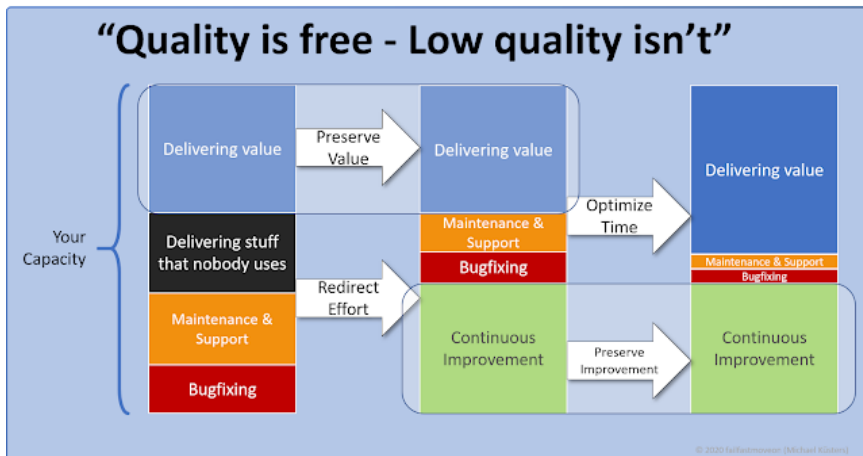 “Quality is free - Low quality isn’t”
Your
Capacity
Delivering value
Delivering stuff
that nobody uses
Maintenance &
Support
Bugfixing
Preserve
Value
Redirect
Effort
Delivering value
Maintenance &
Support
Bugfixing
Continuous
Improvement
Optimize
Time
Preserve
Improvement
Delivering value
Maintenance & Support
Bugfixing
Continuous
Improvement
© 2020 (Michael